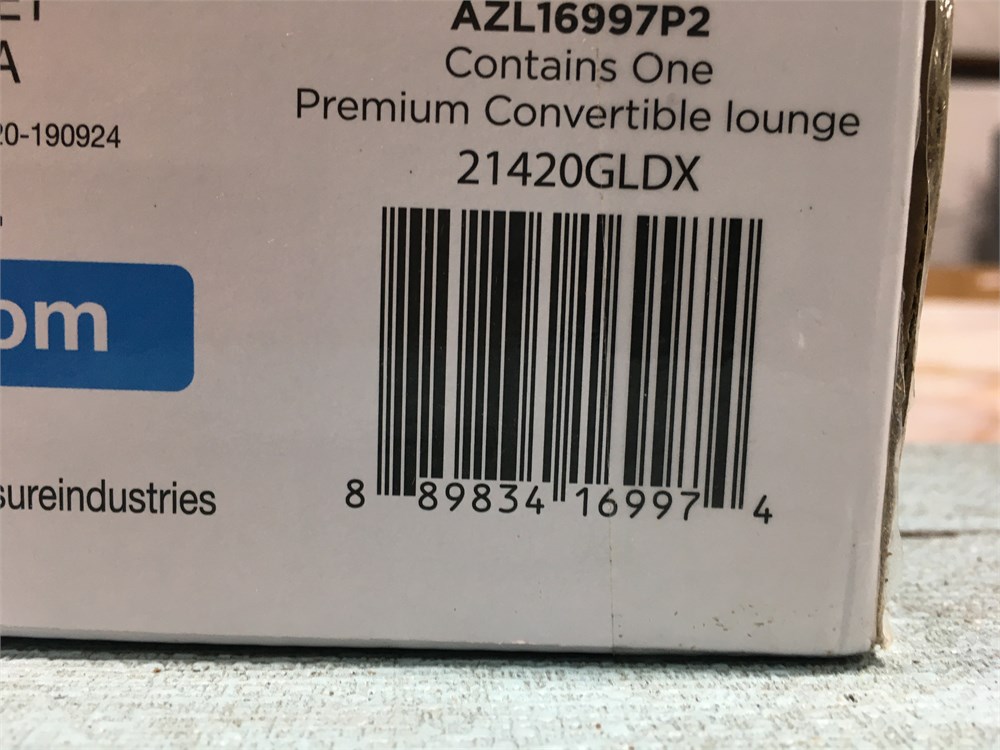 AZL16997P2
Contains One
Premium Convertible lounge
21420GLDX
A
20-190924
om
sureindustries
8 89834 16997 4